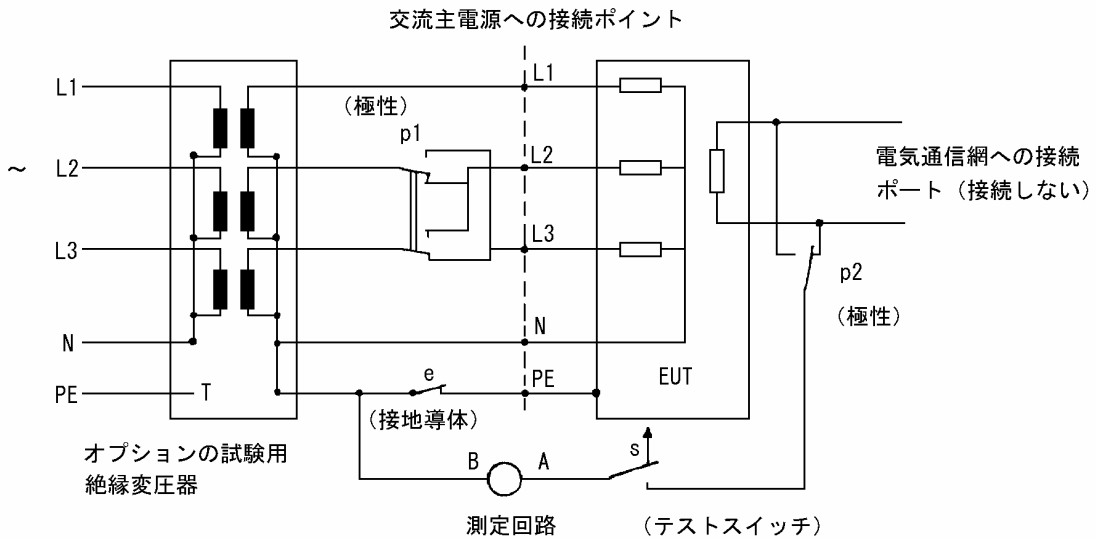 交流主電源への接続ポイント
L1
L1
（極性）
p1
～
L2
L2
電気通信網への接続
ポート（接続しない）
L3
L3
p2
（極性）
N
N
PE
T
e
PE
EUT
（接地導体）
オプションの試験用
絶縁変圧器
B
A
s
測定回路
（テストスイッチ）